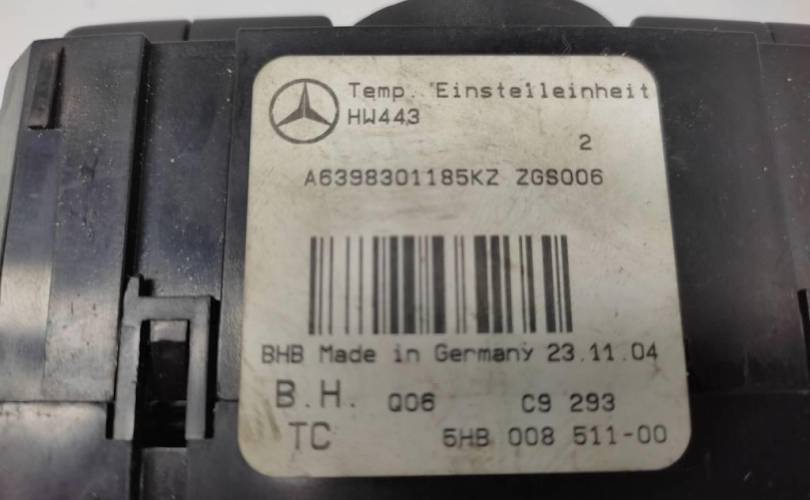 Temp. Einstelleinheit
HW443
2
A6398301185KZ ZGS006
BHB Made in Germany 23.11.04
B.H. Q06 C9 293
TC 5HB 008 511-00